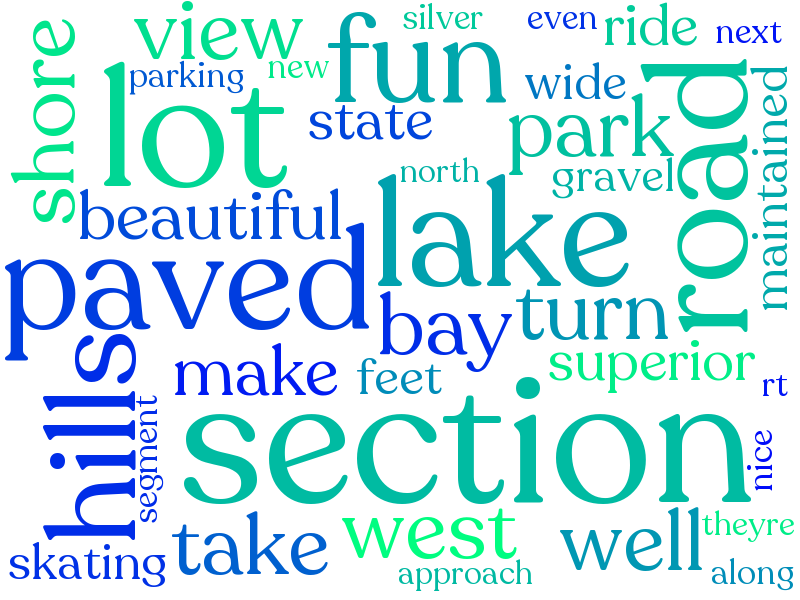 silver
even
ride
next
view
fun
shore
parking
new
wide
road
lot
state
park
maintained
north
gravel
beautiful
lake
paved
bay
turn
hills
make
feet
superior
rt
segment
section
nice
skating
take
west
well
theyre
approach
along